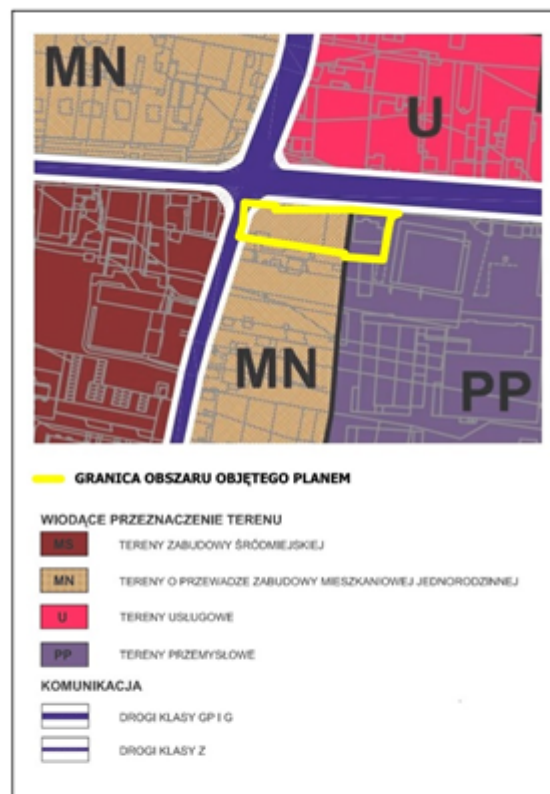 MN
U
MN
PP
GRANICA OBSZARU OBJĘTEGO PLANEM
WIODĄCE PRZEZNACZENIE TERENU
MS TERENY ZABUDOWY ŚRÓDMIEJSKIEJ
MN TERENY O PRZEWADZE ZABUDOWY MIESZKANIOWEJ JEDNORODZINNEJ
U TERENY USŁUGOWE
PP TERENY PRZEMYSŁOWE
KOMUNIKACJA
DROGI KLASY GP I G
DROGI KLASY Z